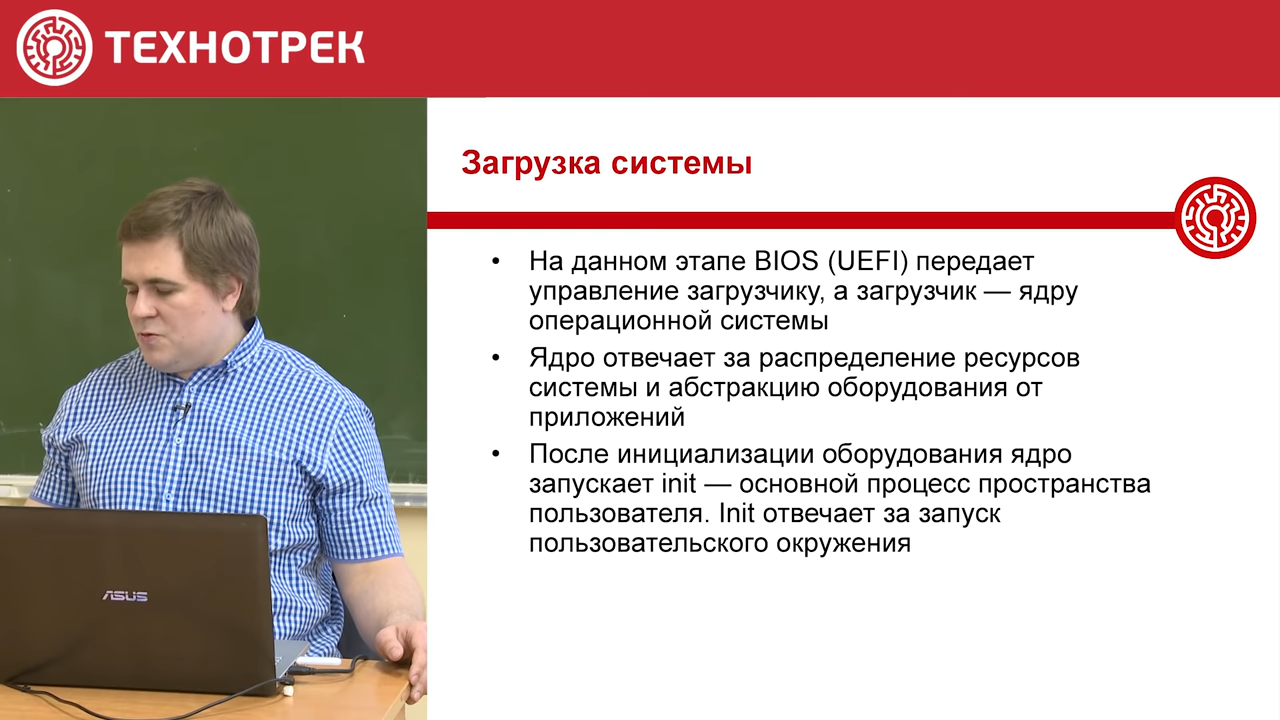 ТЕХНОТРЕК
Загрузка системы
• На данном этапе BIOS (UEFI) передает
управление загрузчику, а загрузчик — ядру
операционной системы
• Ядро отвечает за распределение ресурсов
системы и абстракцию оборудования от
приложений
• После инициализации оборудования ядро
запускает init — основной процесс пространства
пользователя. Init отвечает за запуск
пользовательского окружения
ASUS